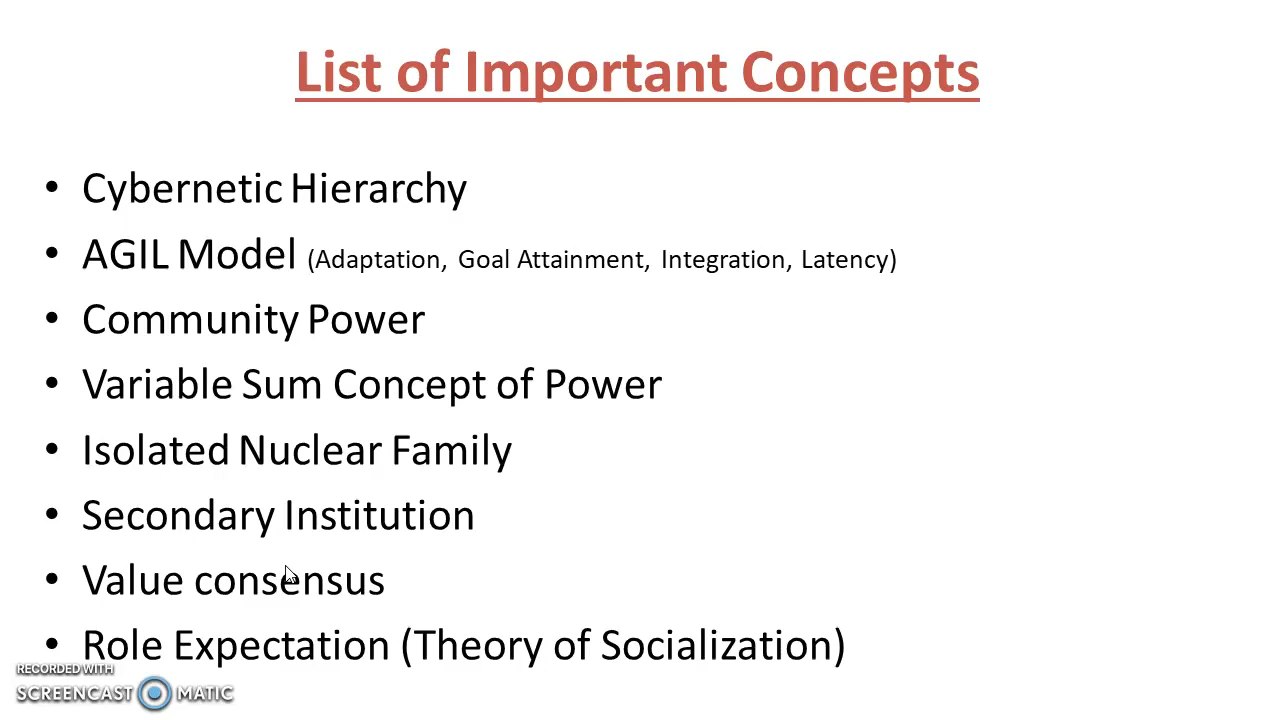 List of Important Concepts
• Cybernetic Hierarchy
• AGIL Model (Adaptation, Goal Attainment, Integration, Latency)
• Community Power
• Variable Sum Concept of Power
• Isolated Nuclear Family
• Secondary Institution
• Value consensus
• Role Expectation (Theory of Socialization)
RECORDED WITH
SCREENCAST MATIC